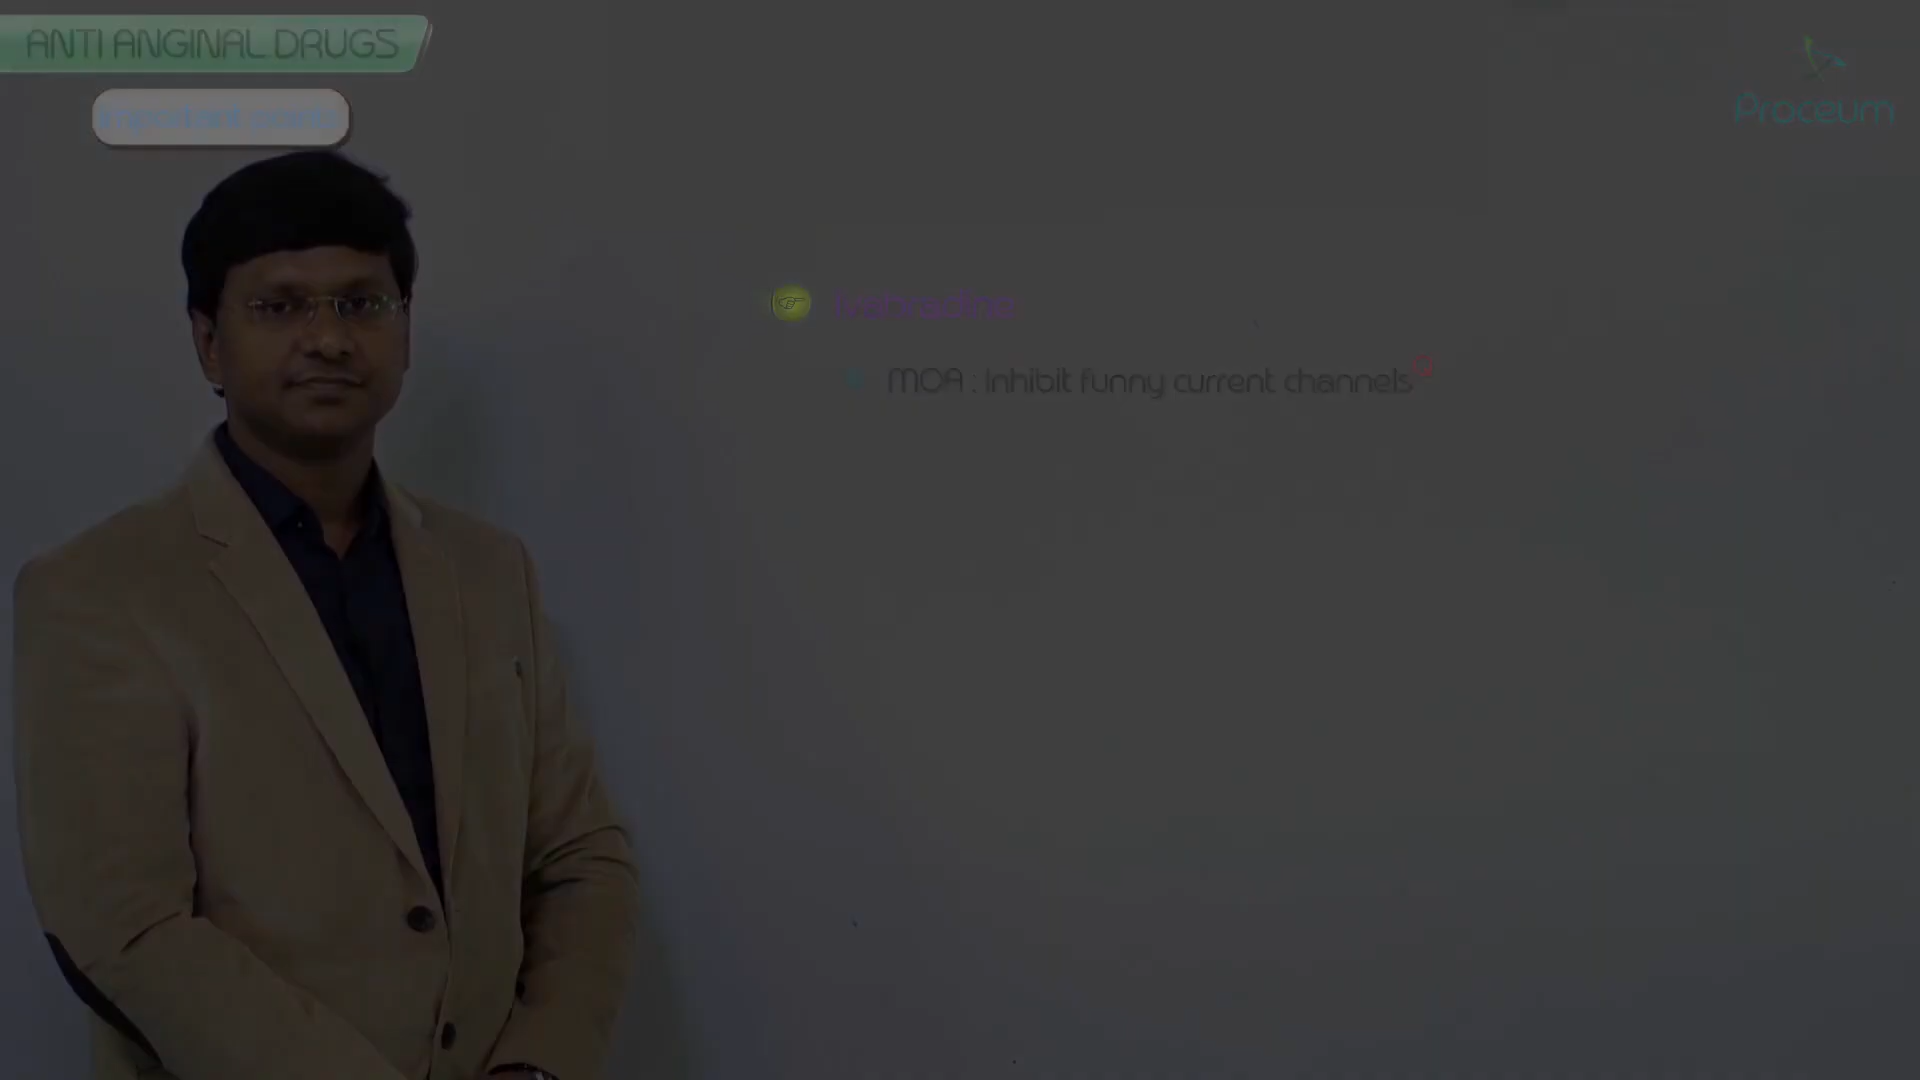 ANTI ANGINAL DRUGS
Proceum
Important points
Ivabradine
MOA : Inhibit funny current channels Q